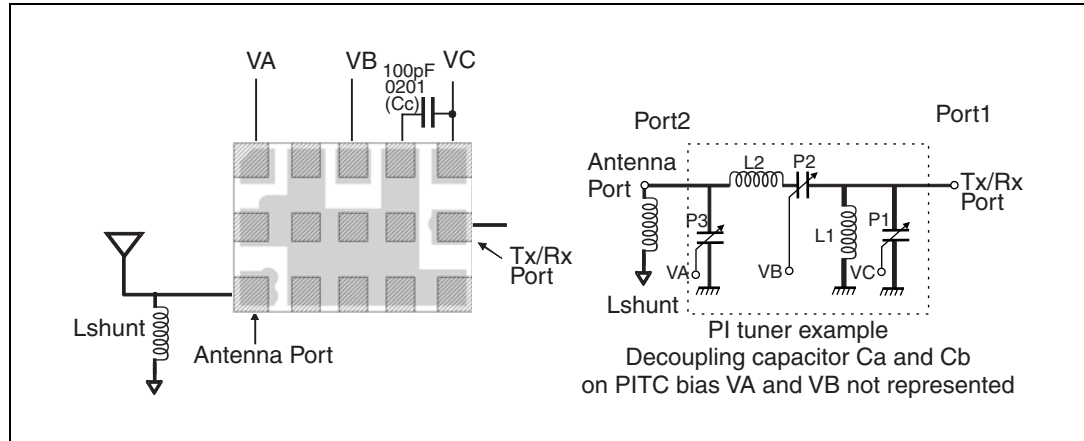 VA
VB
100pF
0201
(Cc)
VC
Tx/Rx
Port
Lshunt
Antenna Port
Port2
Port1
Antenna
Port
L2
P2
Tx/Rx
Port
P3
L1
P1
VA
VB
VC
Lshunt
PI tuner example
Decoupling capacitor Ca and Cb
on PITC bias VA and VB not represented